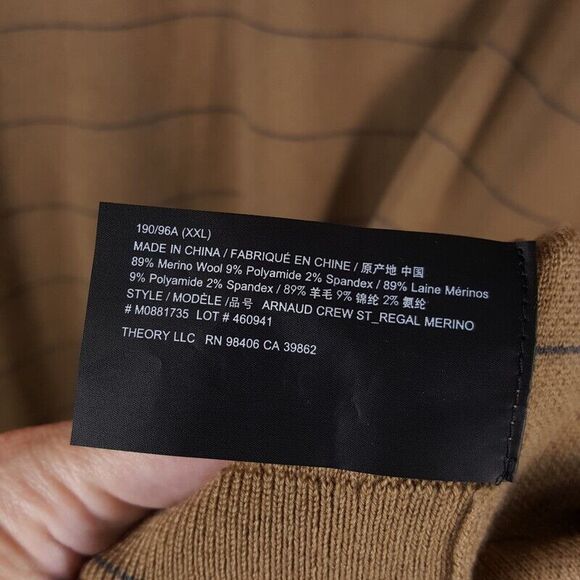 190/96A (XXL)
MADE IN CHINA / FABRIQUÉ EN CHINE / 原产地 中国
89% Merino Wool 9% Polyamide 2% Spandex / 89% Laine Mérinos
9% Polyamide 2% Spandex / 89% 羊毛 9% 锦纶 2% 氨纶
STYLE / MODÈLE /品号 ARNAUD CREW ST_REGAL MERINO
# M0881735 LOT # 460941
THEORY LLC RN 98406 CA 39862